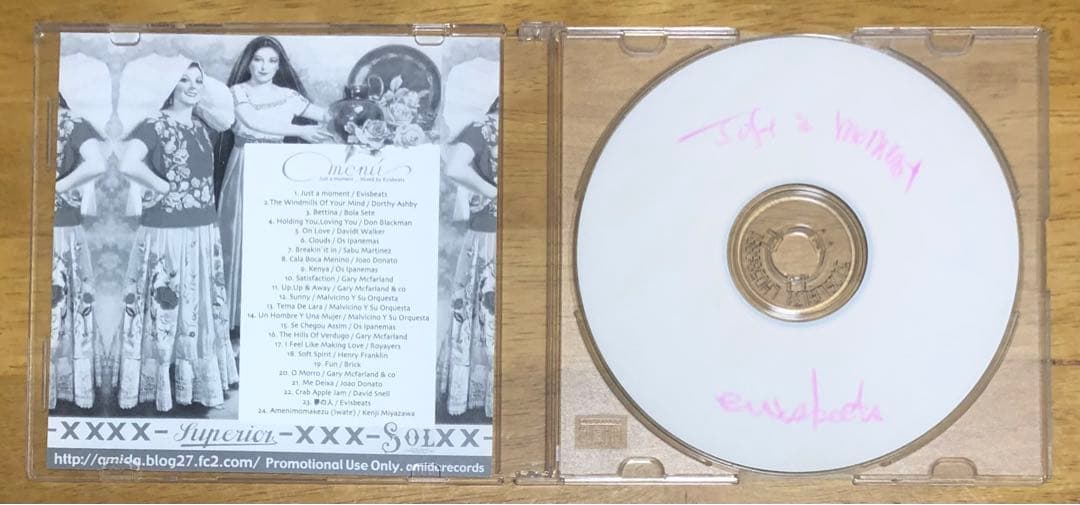 menu
Just a moment Mixed by Evisbeats
1. Just a moment / Evisbeats
2.The Windmills Of Your Mind / Dorthy Ashby
3. Bettina / Bola Sete
4. Holding You,Loving You / Don Blackman
5. On Love / Davidt Walker
6. Clouds / Os Ipanemas
7. Breakin' it in / Sabu Martinez
8. Cala Boca Menino / Joao Donato
9. Kenya / Os Ipanemas
10. Satisfaction / Gary Mcfarland
11. Up,Up & Away / Gary Mcfarland & co
12. Sunny / Malvicino Y Su Orquesta
13. Tema De Lara / Malvicino Y Su Orquesta
14. Un Hombre Y Una Mujer / Malvicino Y Su Orquesta
15. Se Chegou Assim / Os Ipanemas
16. The Hills Of Verdugo / Gary Mcfarland
17. I Feel Like Making Love / Royayers
18. Soft Spirit / Henry Franklin
19. Fun / Brick
20. O Morro / Gary Mcfarland & co
21. Me Deixa / Joao Donato
22. Crab Apple Jam / David Snell
23. 夢の人 / Evisbeats
24. Amenimomakezu (Iwate) / Kenji Miyazawa
-XXXX-Superior-XXX-SOLXX-
http://amida.blog27.fc2.com/ Promotional Use Only. amidarecords
Just a moment
evisbeats